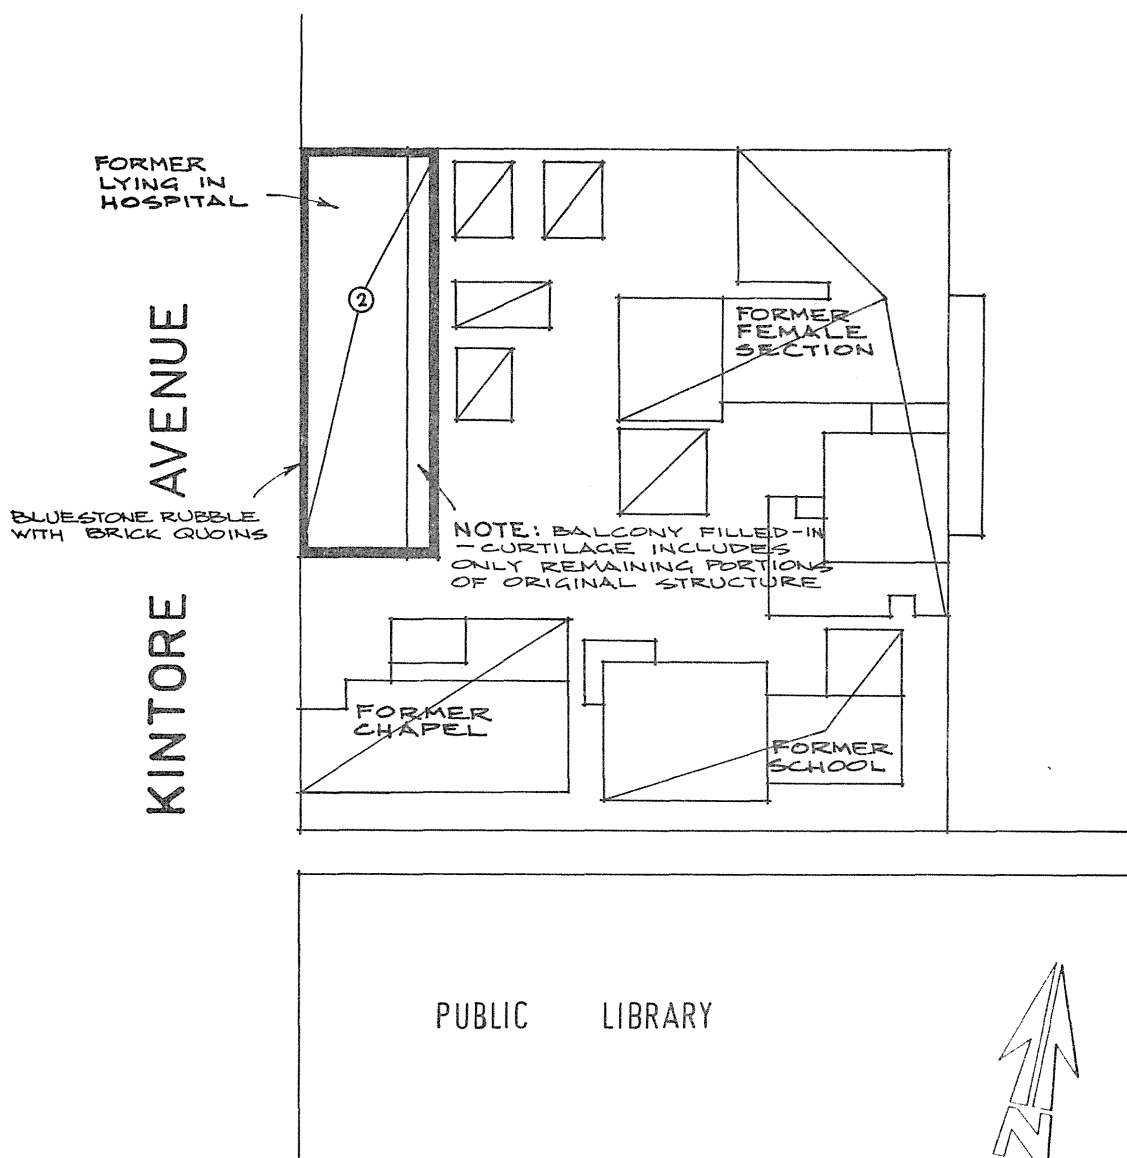 FORMER
LYING IN
HOSPITAL
2
KINTORE AVENUE
FORMER
FEMALE
SECTION
BLUESTONE RUBBLE
WITH BRICK QUOINS
NOTE: BALCONY FILLED-IN
- CURTILAGE INCLUDES
ONLY REMAINING PORTIONS
OF ORIGINAL STRUCTURE
FORMER
CHAPEL
FORMER
SCHOOL
PUBLIC LIBRARY
N